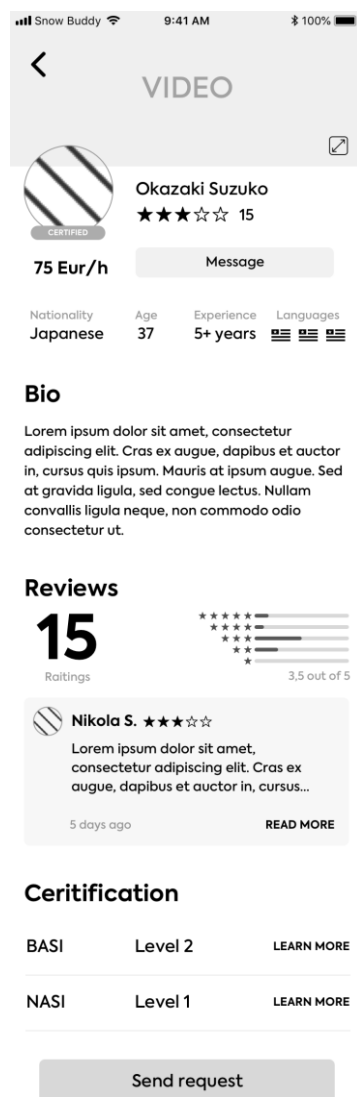 Snow Buddy 9:41 AM 100%
VIDEO
Okazaki Suzuko
★★★☆☆ 15
CERTIFIED
75 Eur/h
Message
Nationality Age Experience Languages
Japanese 37 5+ years
Bio
Lorem ipsum dolor sit amet, consectetur
adipiscing elit. Cras ex augue, dapibus et auctor
in, cursus quis ipsum. Mauris at ipsum augue. Sed
at gravida ligula, sed congue lectus. Nullam
convallis ligula neque, non commodo odio
consectetur ut.
Reviews
15
Raitings
3,5 out of 5
Nikola S. ★★★☆☆
Lorem ipsum dolor sit amet,
consectetur adipiscing elit. Cras ex
augue, dapibus et auctor in, cursus...
5 days ago READ MORE
Ceritification
BASI Level 2 LEARN MORE
NASI Level 1 LEARN MORE
Send request